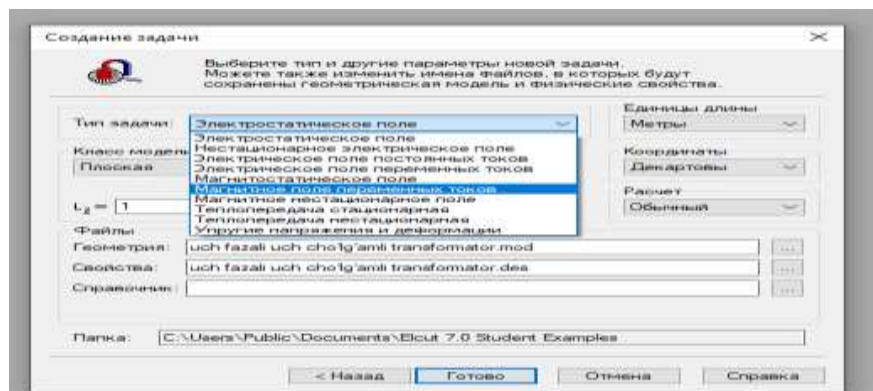 Создание задачи
Выберите тип и другие параметры новой задачи.
Можете также изменить имена файлов, в которых будут
сохранены геометрическая модель и физические свойства.
Тип задачи: Электростатическое поле
Электростатическое поле
Нестационарное электрическое поле
Электрическое поле постоянных токов
Электрическое поле переменных токов
Магнитостатическое поле
Магнитное поле переменных токов
Магнитное нестационарное поле
Теплопередача стационарная
Теплопередача нестационарная
Упругие напряжения и деформации
Единицы длины
Метры
Класс модели
Плоская
Координаты
Декартовы
Lz = 1
Расчет
Обычный
Файлы
Геометрия: uch fazali uch cho'lg'amli transformator.mod
Свойства: uch fazali uch cho'lg'amli transformator.des
Справочник:
Папка: C:\Users\Public\Documents\Elcut 7.0 Student Examples
< Назад Готово Отмена Справка